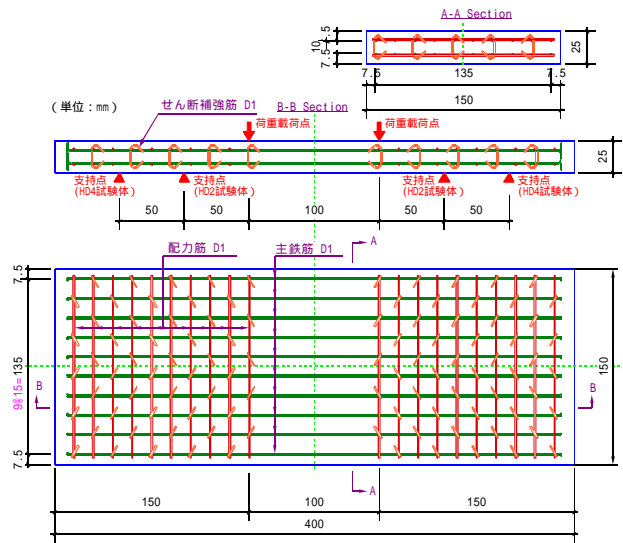 A-A Section
7.5
10
7.5
25
7.5
135
7.5
150
(単位:mm)
せん断補強筋 D1
B-B Section
荷重載荷点
荷重載荷点
25
支持点
(HD4試験体)
支持点
(HD2試験体)
支持点
(HD2試験体)
支持点
(HD4試験体)
50
50
100
50
50
A
配力筋 D1
主鉄筋 D1
7.5
9@15=135
7.5
150
B
B
A
150
100
150
400